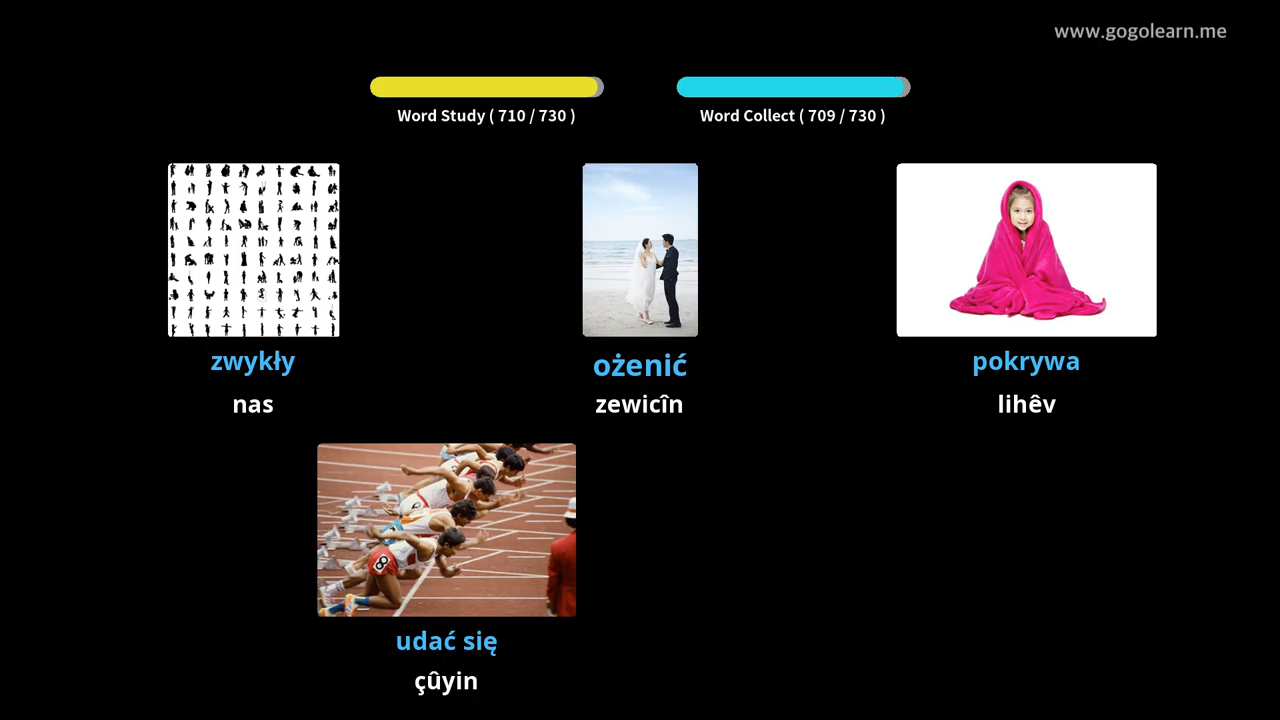 www.gogolearn.me
Word Study ( 710 / 730 )
Word Collect ( 709 / 730 )
zwykły
nas
ożenić
zewicîn
pokrywa
lihêv
udać się
çûyin